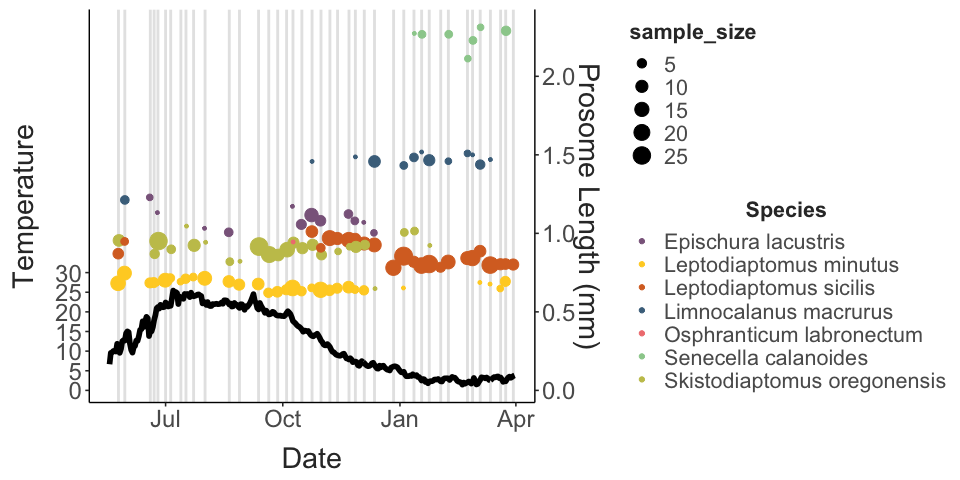 Temperature
30
25
20
15
10
5
0
Jul
Oct
Jan
Apr
Date
2.0
1.5
1.0
0.5
0.0
Prosome Length (mm)
sample_size
5
10
15
20
25
Species
Epischura lacustris
Leptodiaptomus minutus
Leptodiaptomus sicilis
Limnocalanus macrurus
Osphranticum labronectum
Senecella calanoides
Skistodiaptomus oregonensis